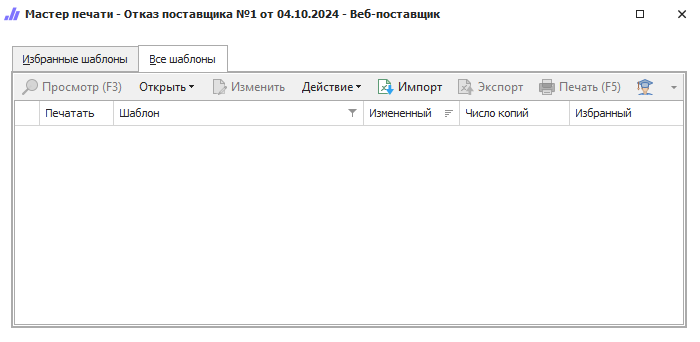 Мастер печати - Отказ поставщика №1 от 04.10.2024 - Веб-поставщик
Избранные шаблоны Все шаблоны
Просмотр (F3) Открыть Изменить Действие Импорт Экспорт Печать (F5)
Печатать Шаблон Измененный Число копий Избранный